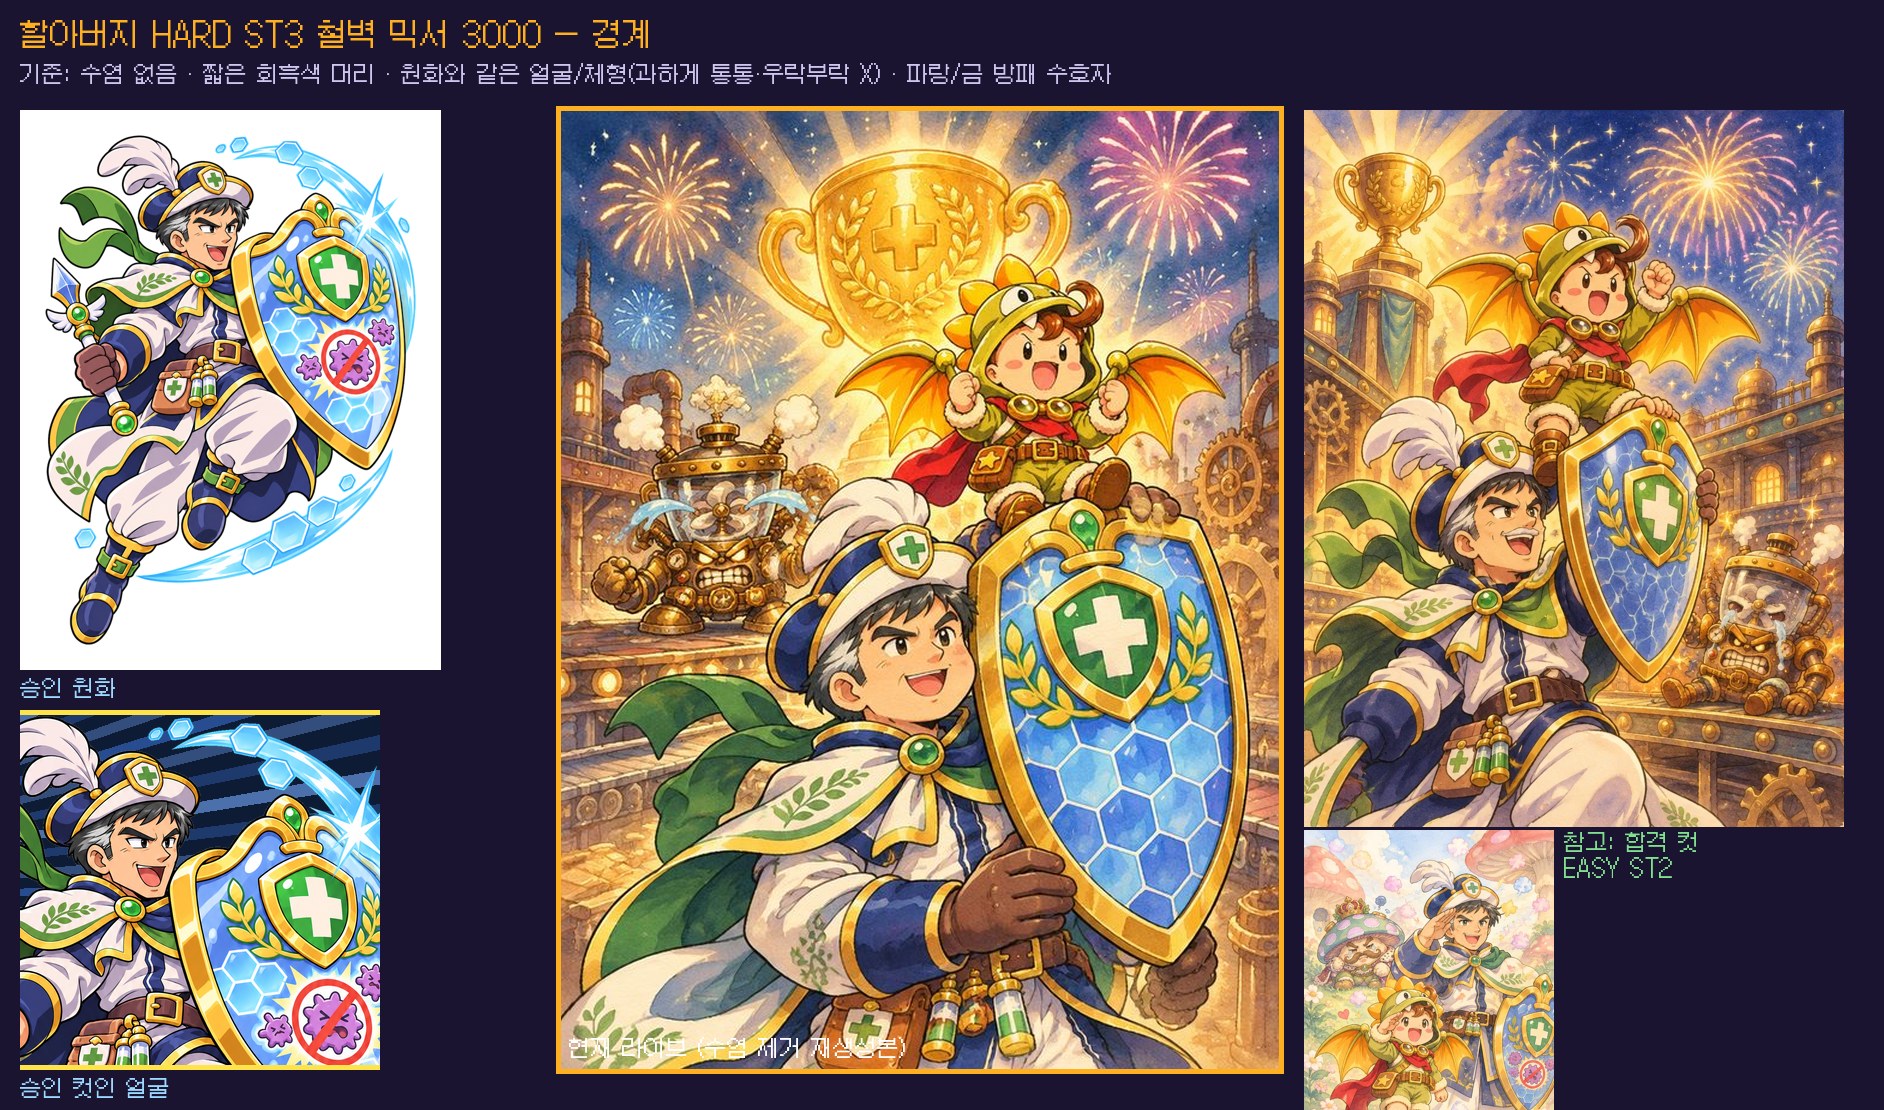 할아버지 HARD ST3 철벽 믹서 3000 — 경계
기준: 수염 없음 · 짧은 회흑색 머리 · 원화와 같은 얼굴/체형(과하게 통통·우락부락 X) · 파랑/금 방패 수호자
승인 원화
승인 컷인 얼굴
현재 라이브 (수염 제거 재생성본)
참고: 합격 컷
EASY ST2